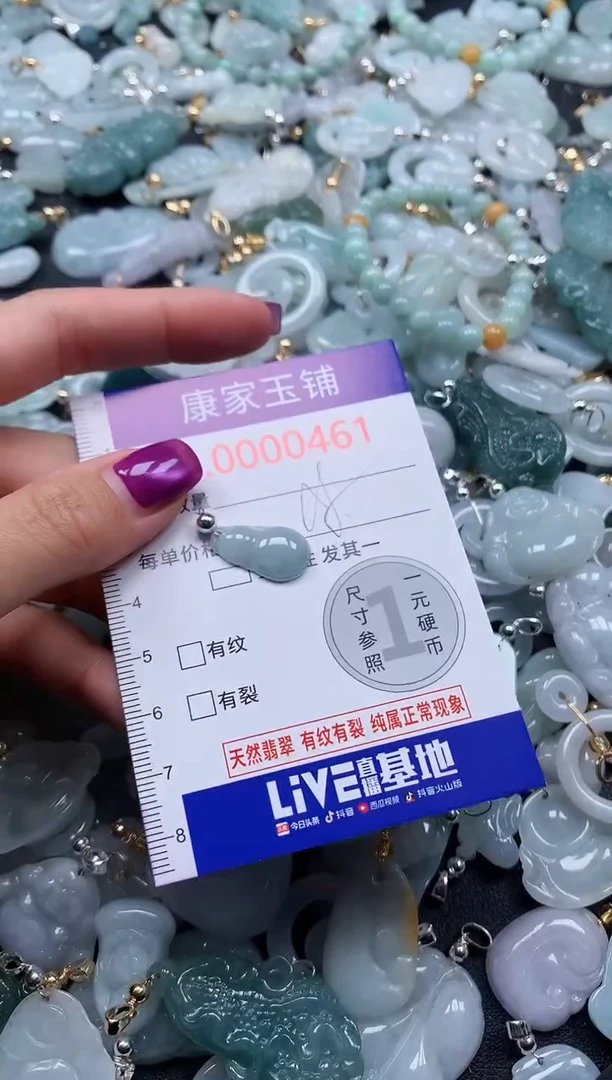 康家玉铺
.0000461
数量
每单价格 发其一
尺寸参照
一元硬币
1
4
5
有纹
6
有裂
天然翡翠 有纹有裂 纯属正常现象
7
LiVE直播基地
今日头条 抖音 西瓜视频 抖音火山版
8